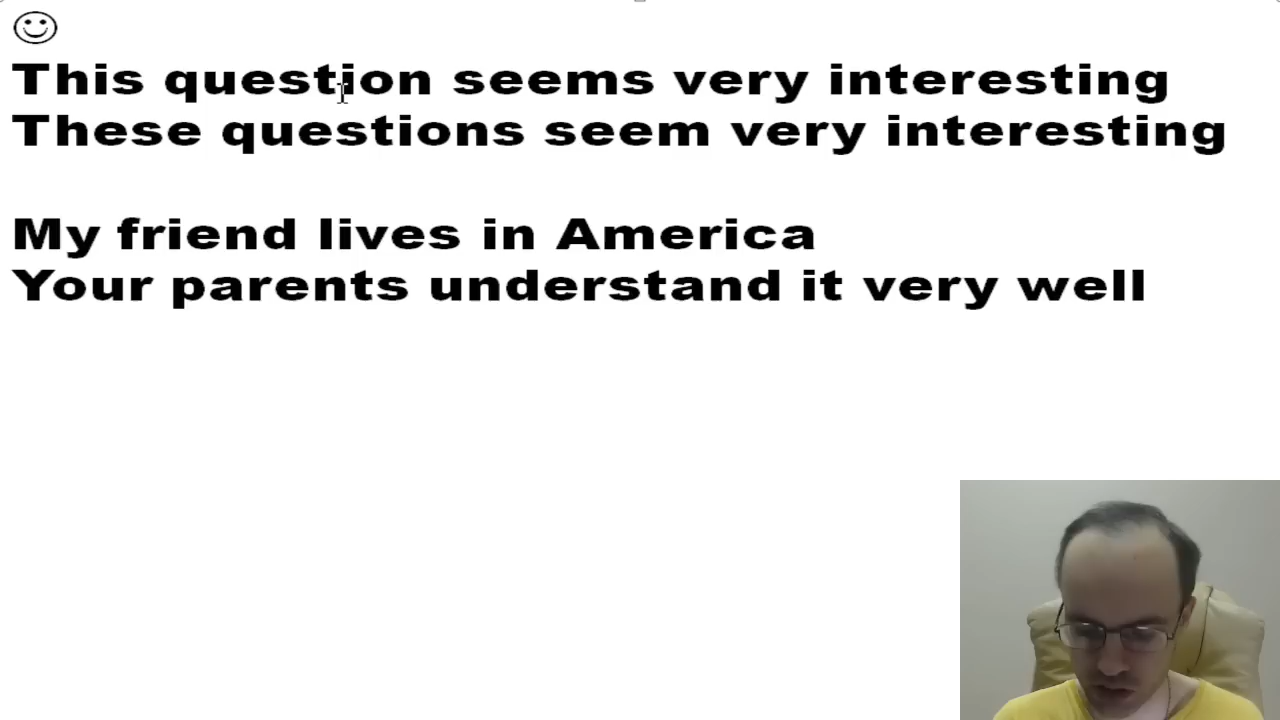 This question seems very interesting
These questions seem very interesting
My friend lives in America
Your parents understand it very well